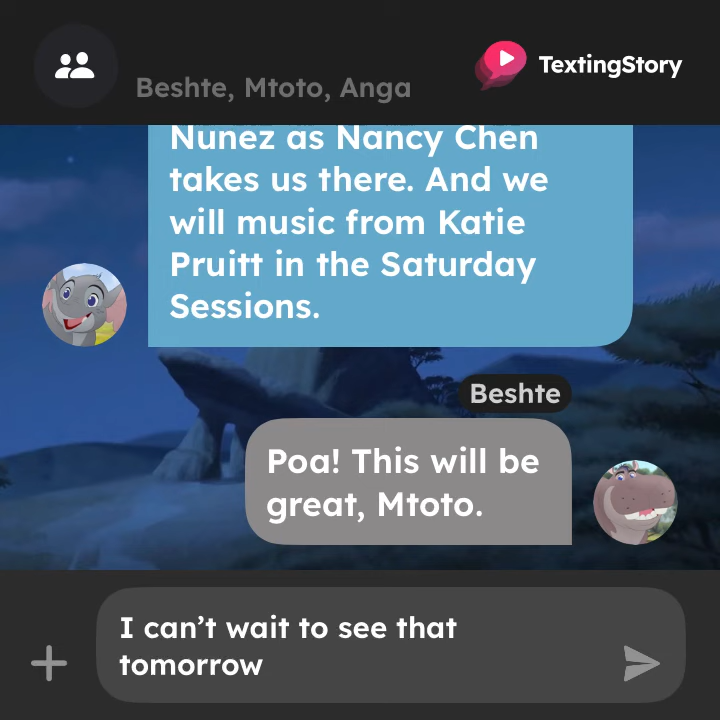 TextingStory
Beshte, Mtoto, Anga
Nunez as Nancy Chen
takes us there. And we
will music from Katie
Pruitt in the Saturday
Sessions.
Beshte
Poa! This will be
great, Mtoto.
I can’t wait to see that
tomorrow